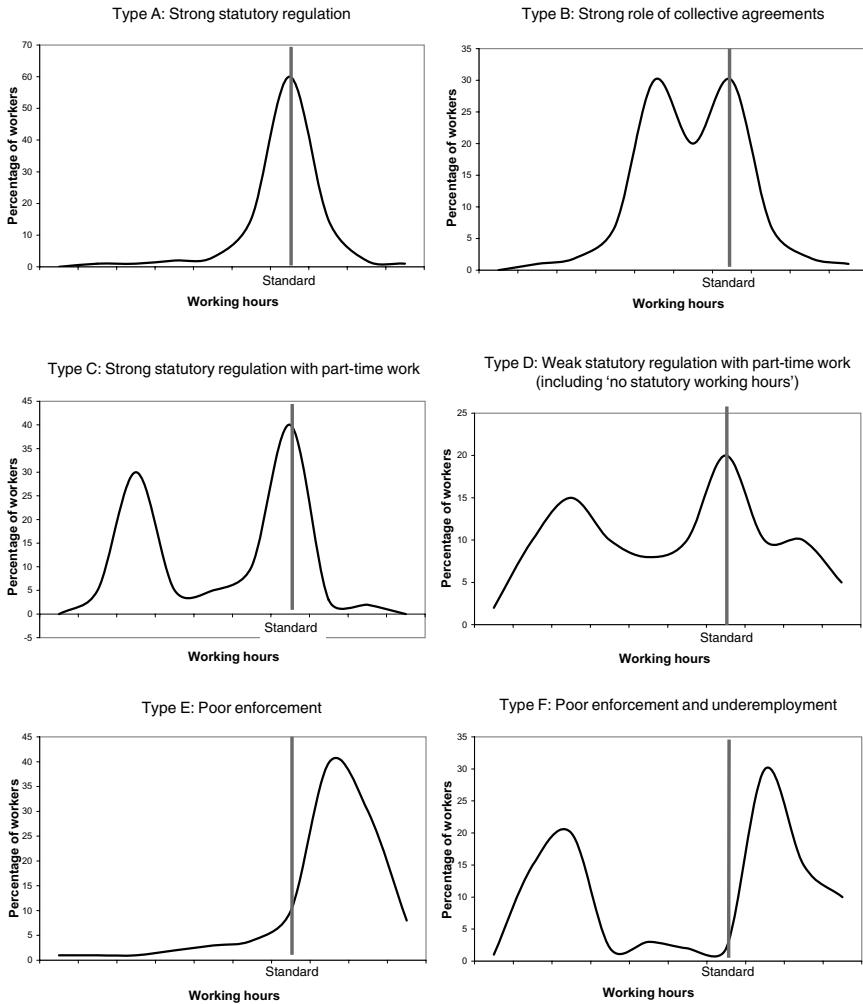 Type A: Strong statutory regulation
Percentage of workers
70
60
50
40
30
20
10
0
Standard
Working hours
Type B: Strong role of collective agreements
Percentage of workers
35
30
25
20
15
10
5
0
Standard
Working hours
Type C: Strong statutory regulation with part-time work
Percentage of workers
45
40
35
30
25
20
15
10
5
0
-5
Standard
Working hours
Type D: Weak statutory regulation with part-time work
(including ‘no statutory working hours’)
Percentage of workers
25
20
15
10
5
0
Standard
Working hours
Type E: Poor enforcement
Percentage of workers
45
40
35
30
25
20
15
10
5
0
Standard
Working hours
Type F: Poor enforcement and underemployment
Percentage of workers
35
30
25
20
15
10
5
0
Standard
Working hours